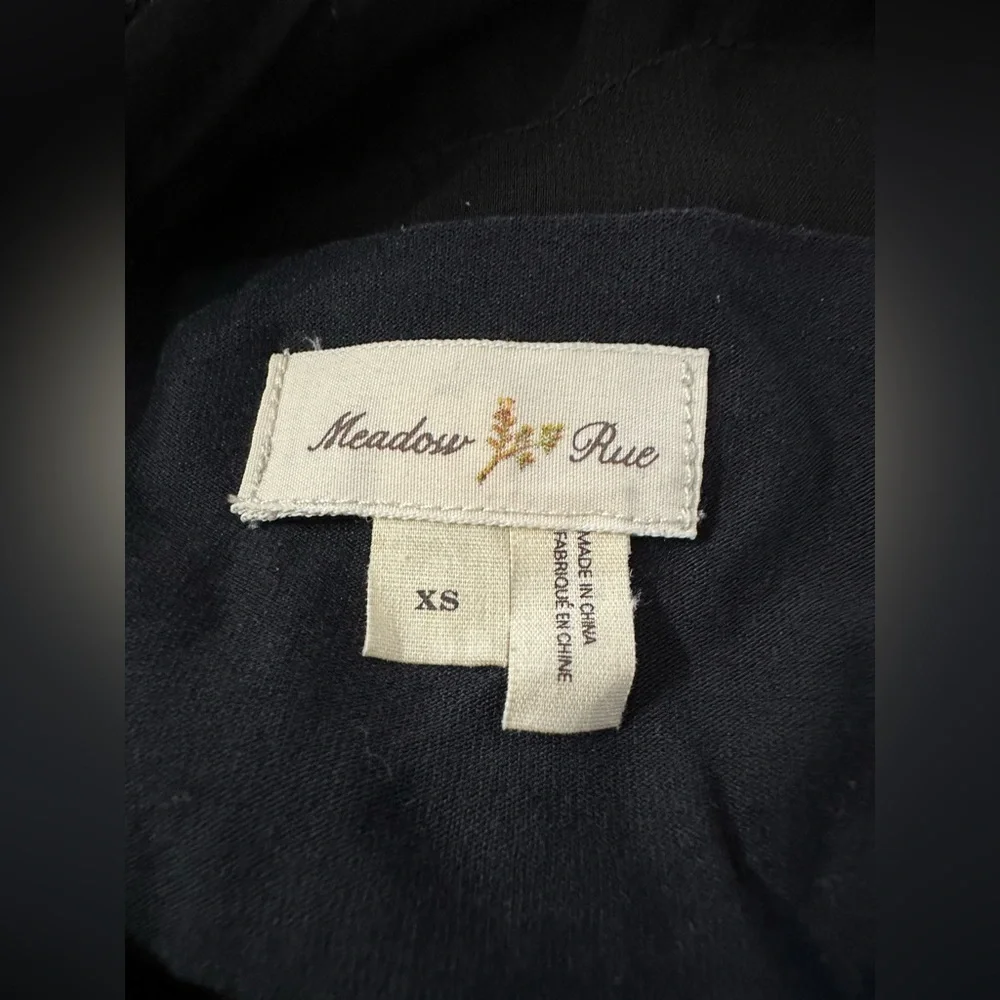 Meadow Rue
XS
MADE IN CHINA
FABRIQUÉ EN CHINE